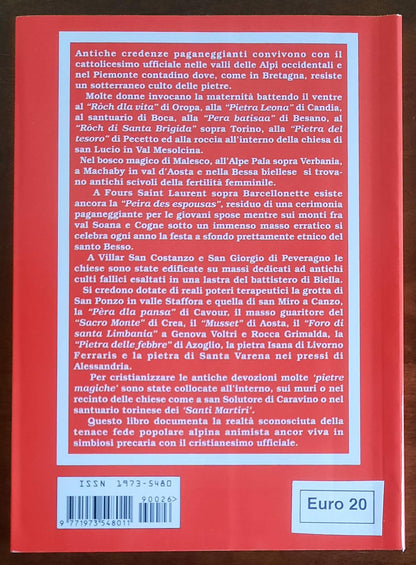 Antiche credenze paganeggianti convivono con il
cattolicesimo ufficiale nelle valli delle Alpi occidentali e
nel Piemonte contadino dove, come in Bretagna, resiste
un sotterraneo culto delle pietre.
Molte donne invocano la maternità battendo il ventre
al "Ròch dla vita" di Oropa, alla "Pietra Leona" di Candia,
al santuario di Boca, alla "Pera batisaa" di Besano, al
"Ròch di Santa Brigida" sopra Torino, alla "Pietra del
tesoro" di Pecetto ed alla roccia all'interno della chiesa di
san Lucio in Val Mesolcina.
Nel bosco magico di Malesco, all'Alpe Pala sopra Verbania,
a Machaby in val d'Aosta e nella Bessa biellese si trova-
no antichi scivoli della fertilità femminile.
A Fours Saint Laurent sopra Barcellonette esiste
ancora la "Peira des espousas", residuo di una cerimonia
paganeggiante per le giovani spose mentre sui monti fra
val Soana e Cogne sotto un immenso masso erratico si
celebra ogni anno la festa a sfondo prettamente etnico del
santo Besso.
A Villar San Costanzo e San Giorgio di Peveragno le
chiese sono state edificate su massi dedicati ad antichi
culti fallici esaltati in una lastra del battistero di Biella.
Si credono dotate di reali poteri terapeutici la grotta di
San Ponzo in valle Staffora e quella di san Miro a Canzo,
la "Pèra dla pansa" di Cavour, il masso guaritore del
"Sacro Monte" di Crea, il "Musset" di Aosta, il "Foro di
santa Limbania" a Genova Voltri e Rocca Grimalda, la
"Pietra delle febbre" di Azoglio, la pietra Isana di Livorno
Ferraris e la pietra di Santa Varena nei pressi di
Alessandria.
Per cristianizzare le antiche devozioni molte 'pietre
magiche' sono state collocate all'interno, sui muri o nel
recinto delle chiese come a san Solutore di Caravino o nel
santuario torinese dei 'Santi Martiri'.
Questo libro documenta la realtà sconosciuta della
tenace fede popolare alpina animista ancor viva in
simbiosi precaria con il cristianesimo ufficiale.
ISSN 1973-5480
90026>
9 771973 548011
Euro 20